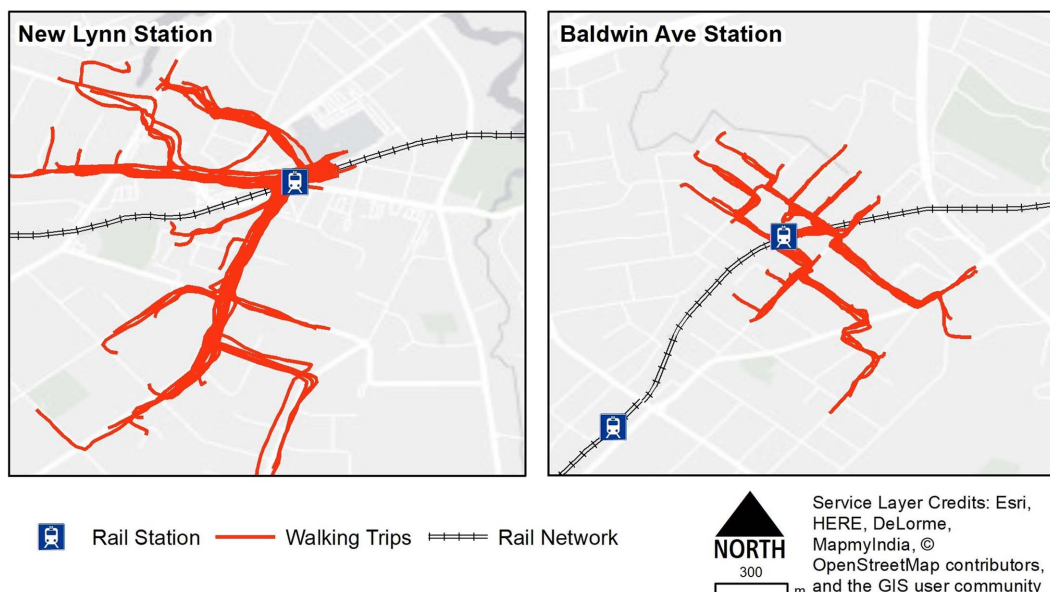 New Lynn Station
Baldwin Ave Station
Rail Station
Walking Trips
Rail Network
NORTH
300
m
Service Layer Credits: Esri,
HERE, DeLorme,
MapmyIndia, ©
OpenStreetMap contributors,
and the GIS user community